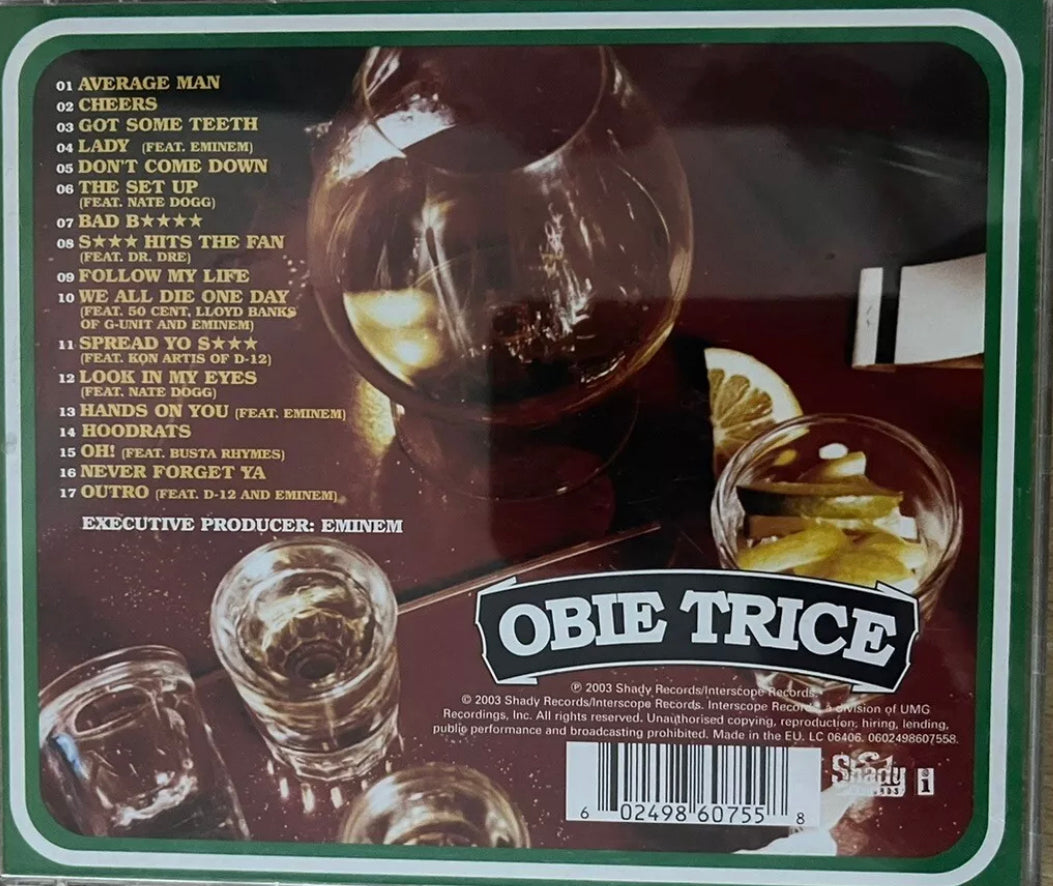 01 AVERAGE MAN
02 CHEERS
03 GOT SOME TEETH
04 LADY (FEAT. EMINEM)
05 DON'T COME DOWN
06 THE SET UP
(FEAT. NATE DOGG)
07 BAD B★★★★
08 S★★★ HITS THE FAN
(FEAT. DR. DRE)
09 FOLLOW MY LIFE
10 WE ALL DIE ONE DAY
(FEAT. 50 CENT, LLOYD BANKS
OF G-UNIT AND EMINEM)
11 SPREAD YO S★★★
(FEAT. KON ARTIS OF D-12)
12 LOOK IN MY EYES
(FEAT. NATE DOGG)
13 HANDS ON YOU (FEAT. EMINEM)
14 HOODRATS
15 OH! (FEAT. BUSTA RHYMES)
16 NEVER FORGET YA
17 OUTRO (FEAT. D-12 AND EMINEM)
EXECUTIVE PRODUCER: EMINEM
OBIE TRICE
℗ 2003 Shady Records/Interscope Records.
© 2003 Shady Records/Interscope Records. Interscope Records, a division of UMG
Recordings, Inc. All rights reserved. Unauthorised copying, reproduction, hiring, lending,
public performance and broadcasting prohibited. Made in the EU. LC 06406. 0602498607558.
Shady
RECORDS
i
6 02498 60755 8